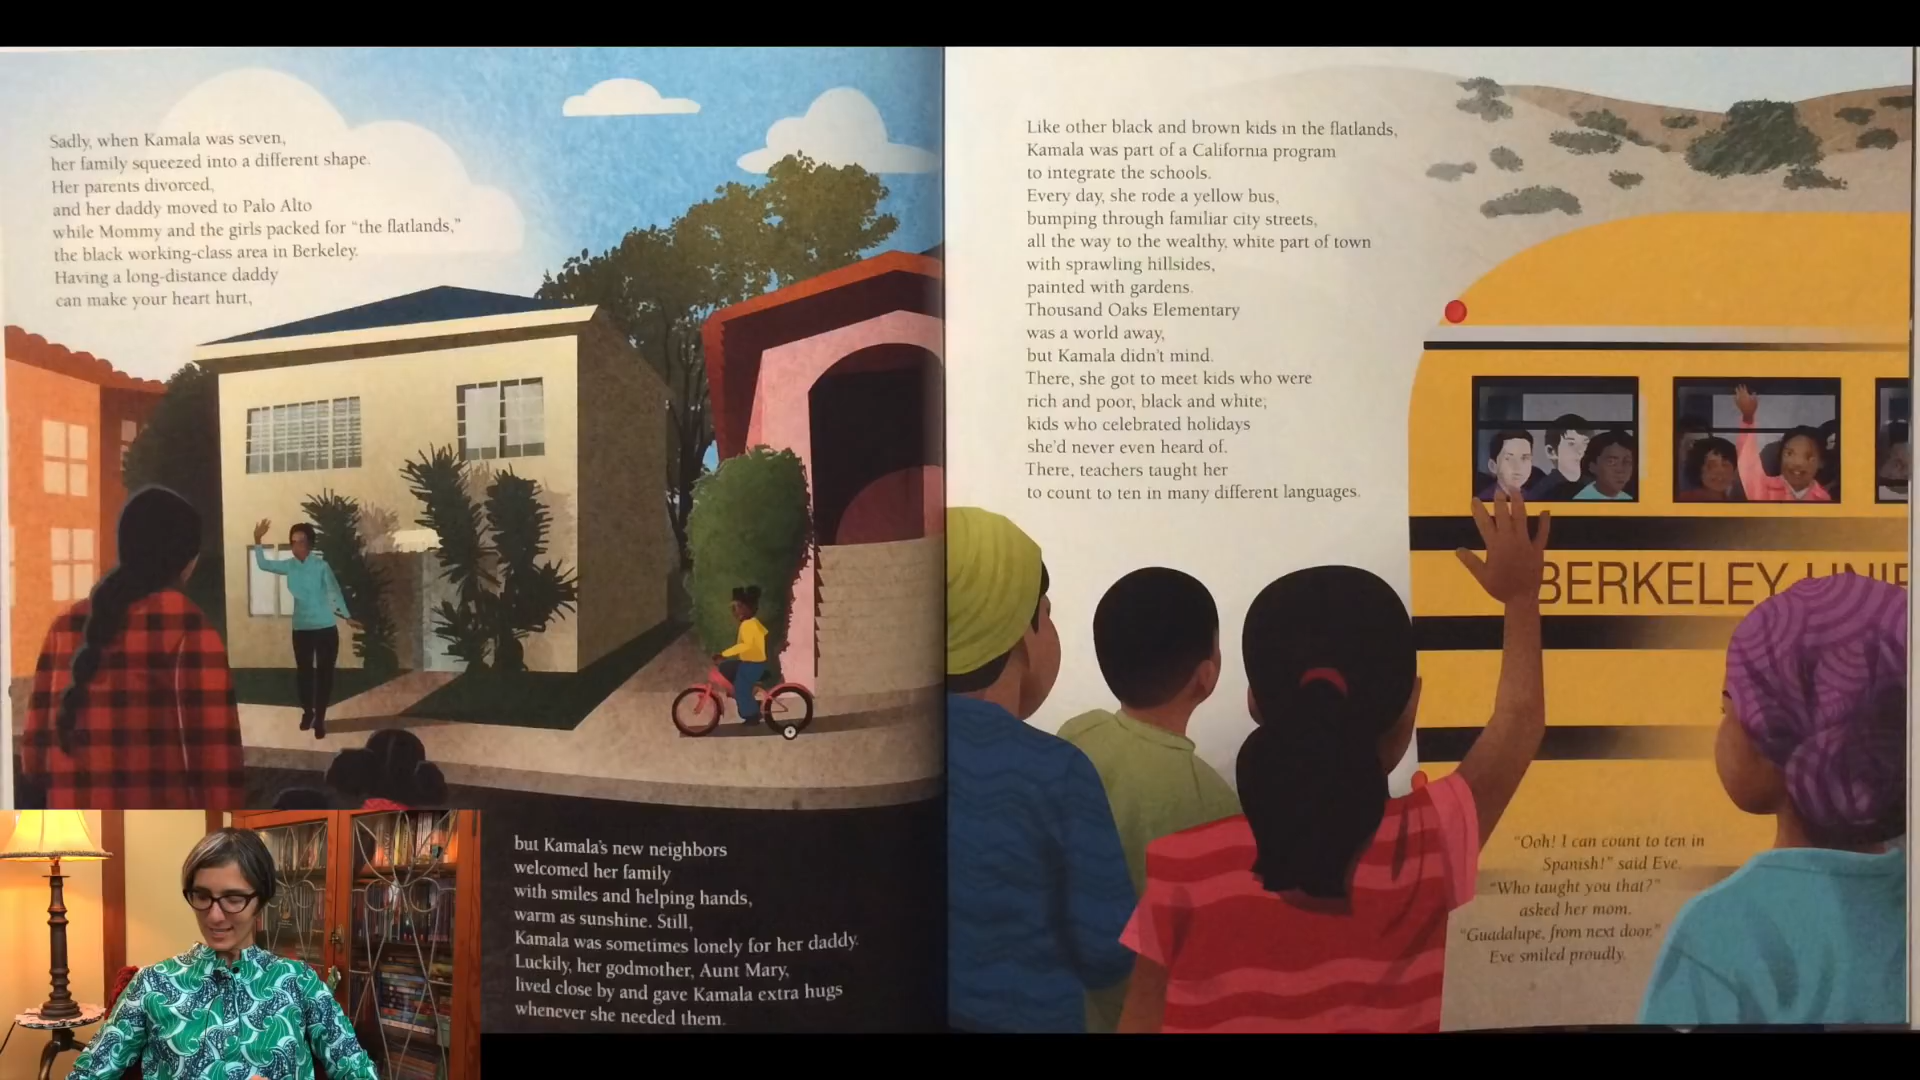 Sadly, when Kamala was seven,
her family squeezed into a different shape.
Her parents divorced,
and her daddy moved to Palo Alto
while Mommy and the girls packed for “the flatlands,”
the black working-class area in Berkeley.
Having a long-distance daddy
can make your heart hurt,
but Kamala’s new neighbors
welcomed her family
with smiles and helping hands,
warm as sunshine. Still,
Kamala was sometimes lonely for her daddy.
Luckily, her godmother, Aunt Mary,
lived close by and gave Kamala extra hugs
whenever she needed them.
Like other black and brown kids in the flatlands,
Kamala was part of a California program
to integrate the schools.
Every day, she rode a yellow bus,
bumping through familiar city streets,
all the way to the wealthy, white part of town
with sprawling hillsides,
painted with gardens.
Thousand Oaks Elementary
was a world away,
but Kamala didn’t mind.
There, she got to meet kids who were
rich and poor, black and white;
kids who celebrated holidays
she’d never even heard of.
There, teachers taught her
to count to ten in many different languages.
BERKELEY UNIF
“Ooh! I can count to ten in
Spanish!” said Eve.
“Who taught you that?”
asked her mom.
“Guadalupe, from next door,”
Eve smiled proudly.